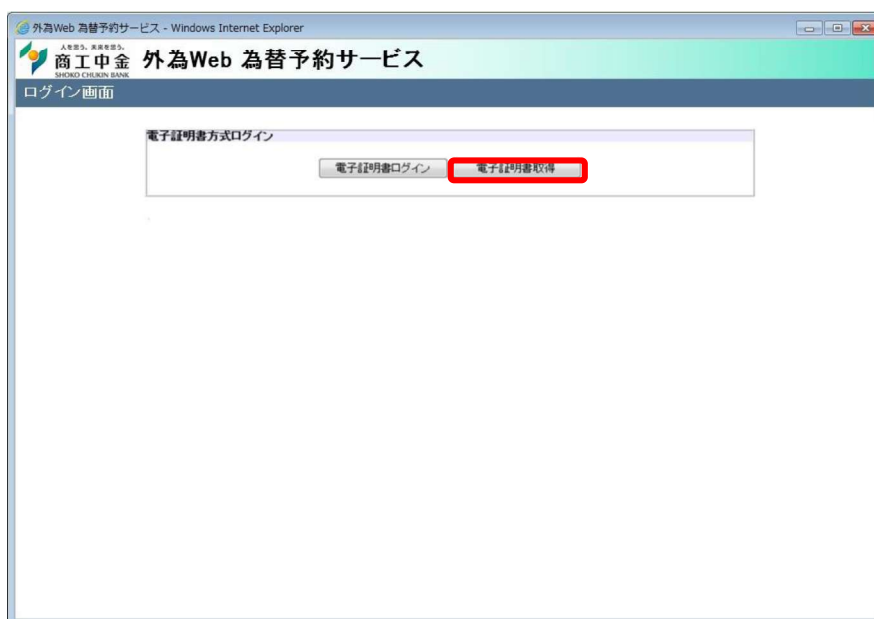 外為Web 為替予約サービス - Windows Internet Explorer
人を思う。未来を思う。
商工中金
SHOKO CHUKIN BANK
外為Web 為替予約サービス
ログイン画面
電子証明書方式ログイン
電子証明書ログイン
電子証明書取得